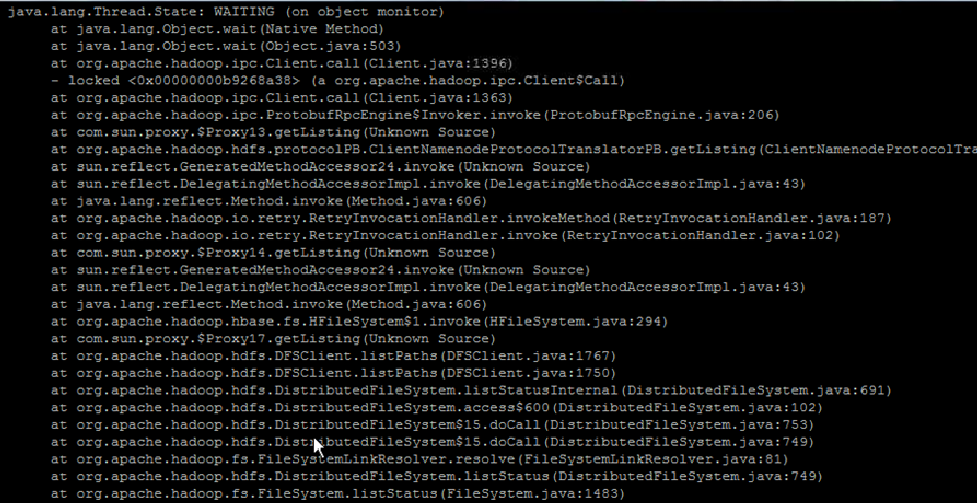 java.lang.Thread.State: WAITING (on object monitor)
at java.lang.Object.wait(Native Method)
at java.lang.Object.wait(Object.java:503)
at org.apache.hadoop.ipc.Client.call(Client.java:1396)
- locked <0x00000000b9268a38> (a org.apache.hadoop.ipc.Client$Call)
at org.apache.hadoop.ipc.Client.call(Client.java:1363)
at org.apache.hadoop.ipc.ProtobufRpcEngine$Invoker.invoke(ProtobufRpcEngine.java:206)
at com.sun.proxy.$Proxy13.getListing(Unknown Source)
at org.apache.hadoop.hdfs.protocolPB.ClientNamenodeProtocolTranslatorPB.getListing(ClientNamenodeProtocolTra
at sun.reflect.GeneratedMethodAccessor24.invoke(Unknown Source)
at sun.reflect.DelegatingMethodAccessorImpl.invoke(DelegatingMethodAccessorImpl.java:43)
at java.lang.reflect.Method.invoke(Method.java:606)
at org.apache.hadoop.io.retry.RetryInvocationHandler.invokeMethod(RetryInvocationHandler.java:187)
at org.apache.hadoop.io.retry.RetryInvocationHandler.invoke(RetryInvocationHandler.java:102)
at com.sun.proxy.$Proxy14.getListing(Unknown Source)
at sun.reflect.GeneratedMethodAccessor24.invoke(Unknown Source)
at sun.reflect.DelegatingMethodAccessorImpl.invoke(DelegatingMethodAccessorImpl.java:43)
at java.lang.reflect.Method.invoke(Method.java:606)
at org.apache.hadoop.hbase.fs.HFileSystem$1.invoke(HFileSystem.java:294)
at com.sun.proxy.$Proxy17.getListing(Unknown Source)
at org.apache.hadoop.hdfs.DFSClient.listPaths(DFSClient.java:1767)
at org.apache.hadoop.hdfs.DFSClient.listPaths(DFSClient.java:1750)
at org.apache.hadoop.hdfs.DistributedFileSystem.listStatusInternal(DistributedFileSystem.java:691)
at org.apache.hadoop.hdfs.DistributedFileSystem.access$600(DistributedFileSystem.java:102)
at org.apache.hadoop.hdfs.DistributedFileSystem$15.doCall(DistributedFileSystem.java:753)
at org.apache.hadoop.hdfs.DistributedFileSystem$15.doCall(DistributedFileSystem.java:749)
at org.apache.hadoop.fs.FileSystemLinkResolver.resolve(FileSystemLinkResolver.java:81)
at org.apache.hadoop.hdfs.DistributedFileSystem.listStatus(DistributedFileSystem.java:749)
at org.apache.hadoop.fs.FileSystem.listStatus(FileSystem.java:1483)